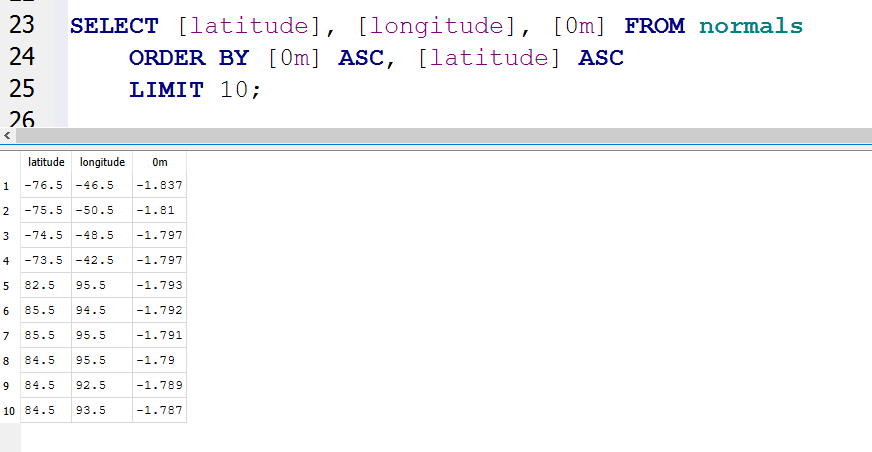 23 SELECT [latitude], [longitude], [0m] FROM normals
24 ORDER BY [0m] ASC, [latitude] ASC
25 LIMIT 10;
26
latitude longitude 0m
1 -76.5 -46.5 -1.837
2 -75.5 -50.5 -1.81
3 -74.5 -48.5 -1.797
4 -73.5 -42.5 -1.797
5 82.5 95.5 -1.793
6 85.5 94.5 -1.792
7 85.5 95.5 -1.791
8 84.5 95.5 -1.79
9 84.5 92.5 -1.789
10 84.5 93.5 -1.787